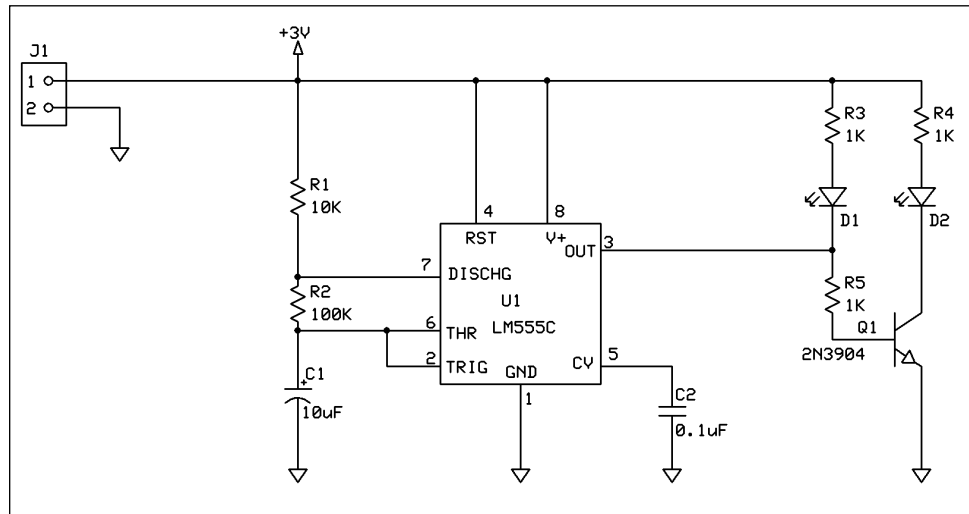 +3V
J1
1
2
R1
10K
R2
100K
C1
+
10uF
4
8
RST
V+
OUT
3
7
DISCHG
U1
LM555C
6
THR
2
TRIG
GND
1
CV
5
C2
0.1uF
R3
1K
R4
1K
D1
D2
R5
1K
Q1
2N3904